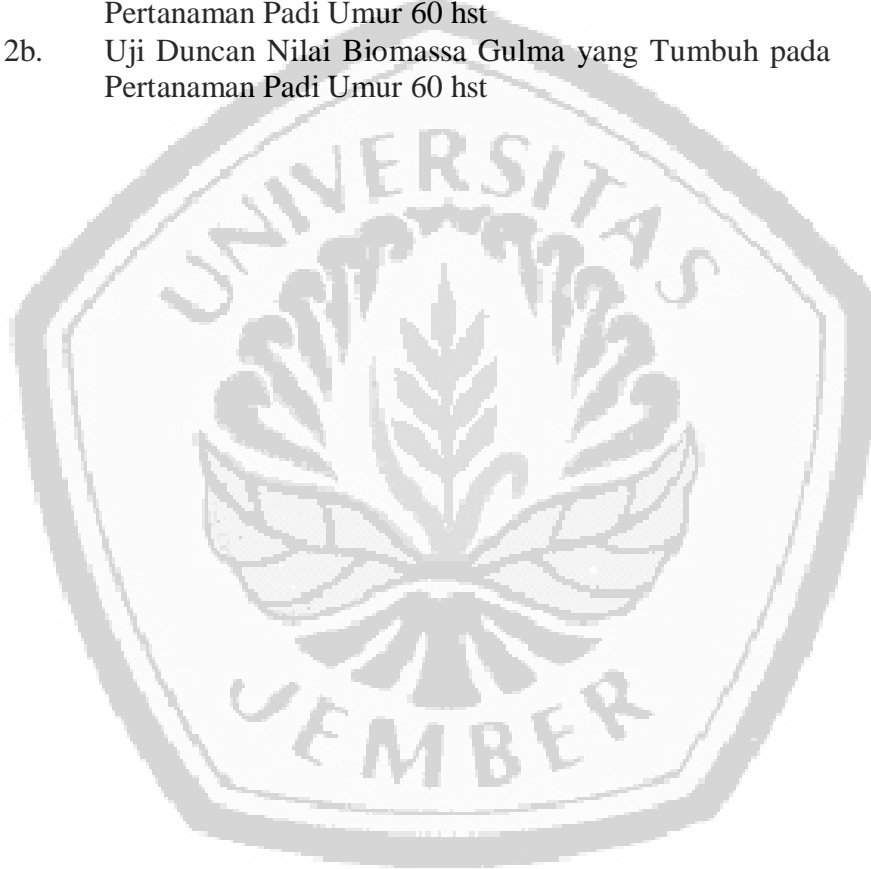 Pertanaman Padi Umur 60 hst
2b. Uji Duncan Nilai Biomassa Gulma yang Tumbuh pada
Pertanaman Padi Umur 60 hst
UNIVERSITAS
JEMBER